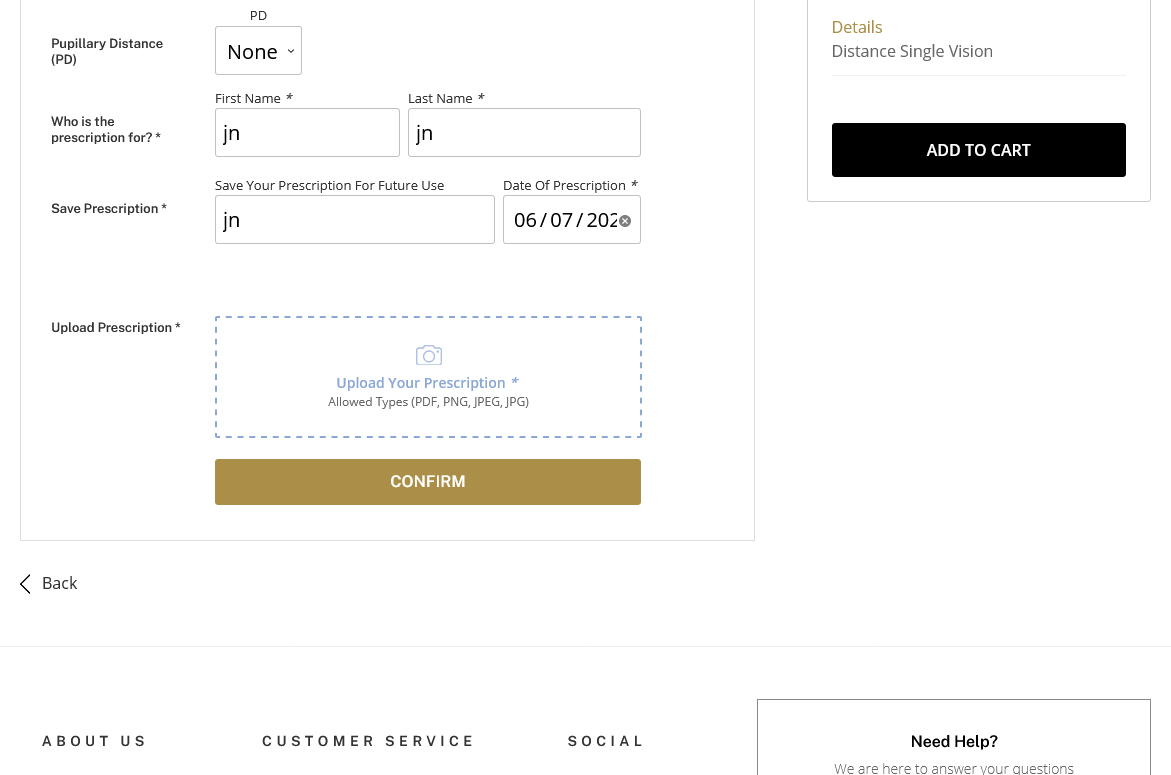 PD
Pupillary Distance
(PD)
None
First Name *
Last Name *
Who is the
prescription for? *
jn
jn
Save Your Prescription For Future Use
Date Of Prescription *
Save Prescription *
jn
06/07/202
Upload Prescription *
Upload Your Prescription *
Allowed Types (PDF, PNG, JPEG, JPG)
CONFIRM
Back
Details
Distance Single Vision
ADD TO CART
ABOUT US
CUSTOMER SERVICE
SOCIAL
Need Help?
We are here to answer your questions